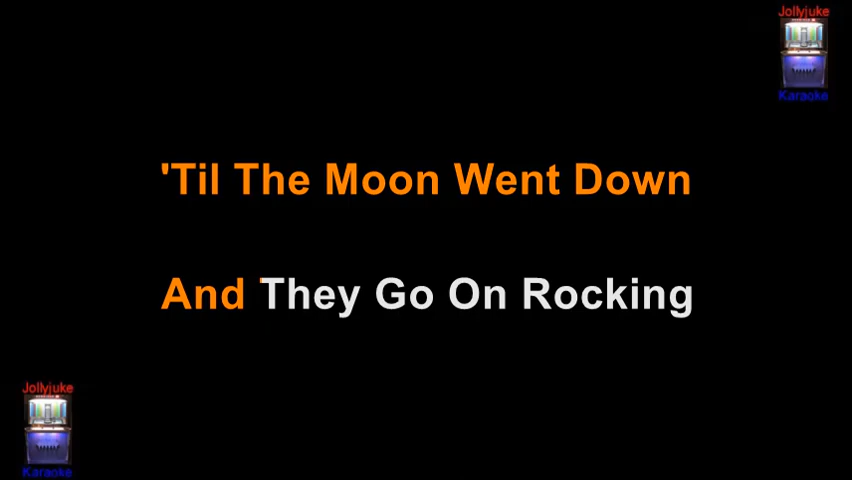 Jollyjuke
Karaoke
'Til The Moon Went Down
And They Go On Rocking
Jollyjuke
Karaoke